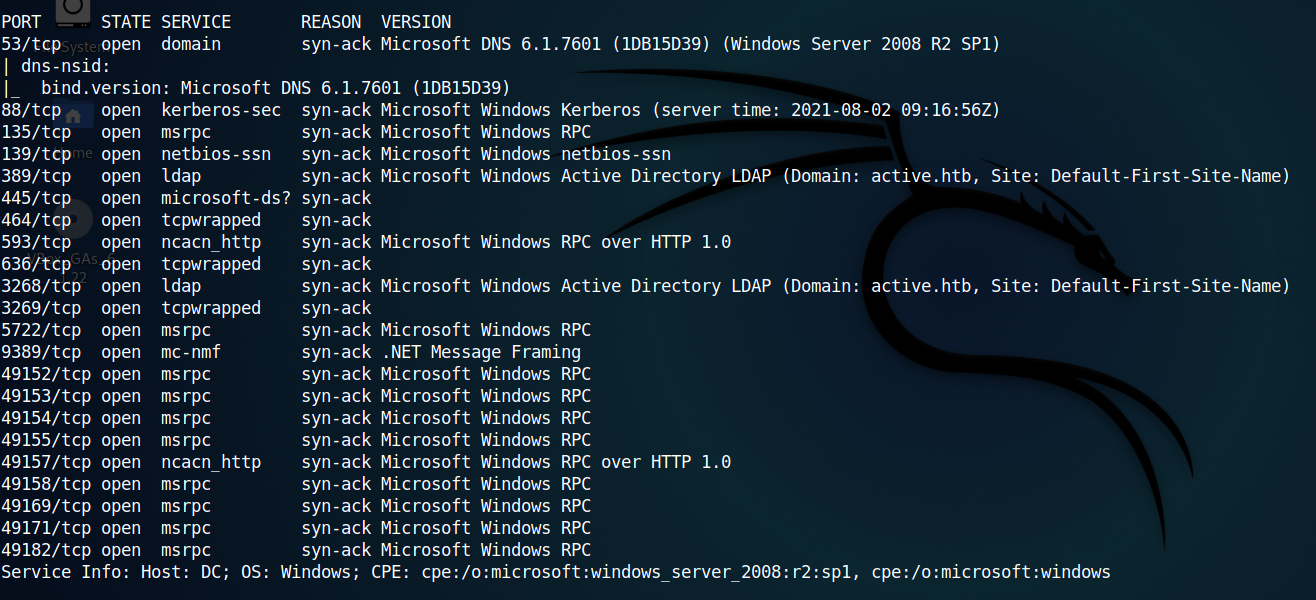 PORT      STATE SERVICE       REASON  VERSION
53/tcp    open  domain        syn-ack Microsoft DNS 6.1.7601 (1DB15D39) (Windows Server 2008 R2 SP1)
| dns-nsid:
|_  bind.version: Microsoft DNS 6.1.7601 (1DB15D39)
88/tcp    open  kerberos-sec  syn-ack Microsoft Windows Kerberos (server time: 2021-08-02 09:16:56Z)
135/tcp   open  msrpc         syn-ack Microsoft Windows RPC
139/tcp   open  netbios-ssn   syn-ack Microsoft Windows netbios-ssn
389/tcp   open  ldap          syn-ack Microsoft Windows Active Directory LDAP (Domain: active.htb, Site: Default-First-Site-Name)
445/tcp   open  microsoft-ds? syn-ack
464/tcp   open  tcpwrapped    syn-ack
593/tcp   open  ncacn_http    syn-ack Microsoft Windows RPC over HTTP 1.0
636/tcp   open  tcpwrapped    syn-ack
3268/tcp  open  ldap          syn-ack Microsoft Windows Active Directory LDAP (Domain: active.htb, Site: Default-First-Site-Name)
3269/tcp  open  tcpwrapped    syn-ack
5722/tcp  open  msrpc         syn-ack Microsoft Windows RPC
9389/tcp  open  mc-nmf        syn-ack .NET Message Framing
49152/tcp open  msrpc         syn-ack Microsoft Windows RPC
49153/tcp open  msrpc         syn-ack Microsoft Windows RPC
49154/tcp open  msrpc         syn-ack Microsoft Windows RPC
49155/tcp open  msrpc         syn-ack Microsoft Windows RPC
49157/tcp open  ncacn_http    syn-ack Microsoft Windows RPC over HTTP 1.0
49158/tcp open  msrpc         syn-ack Microsoft Windows RPC
49169/tcp open  msrpc         syn-ack Microsoft Windows RPC
49171/tcp open  msrpc         syn-ack Microsoft Windows RPC
49182/tcp open  msrpc         syn-ack Microsoft Windows RPC
Service Info: Host: DC; OS: Windows; CPE: cpe:/o:microsoft:windows_server_2008:r2:sp1, cpe:/o:microsoft:windows